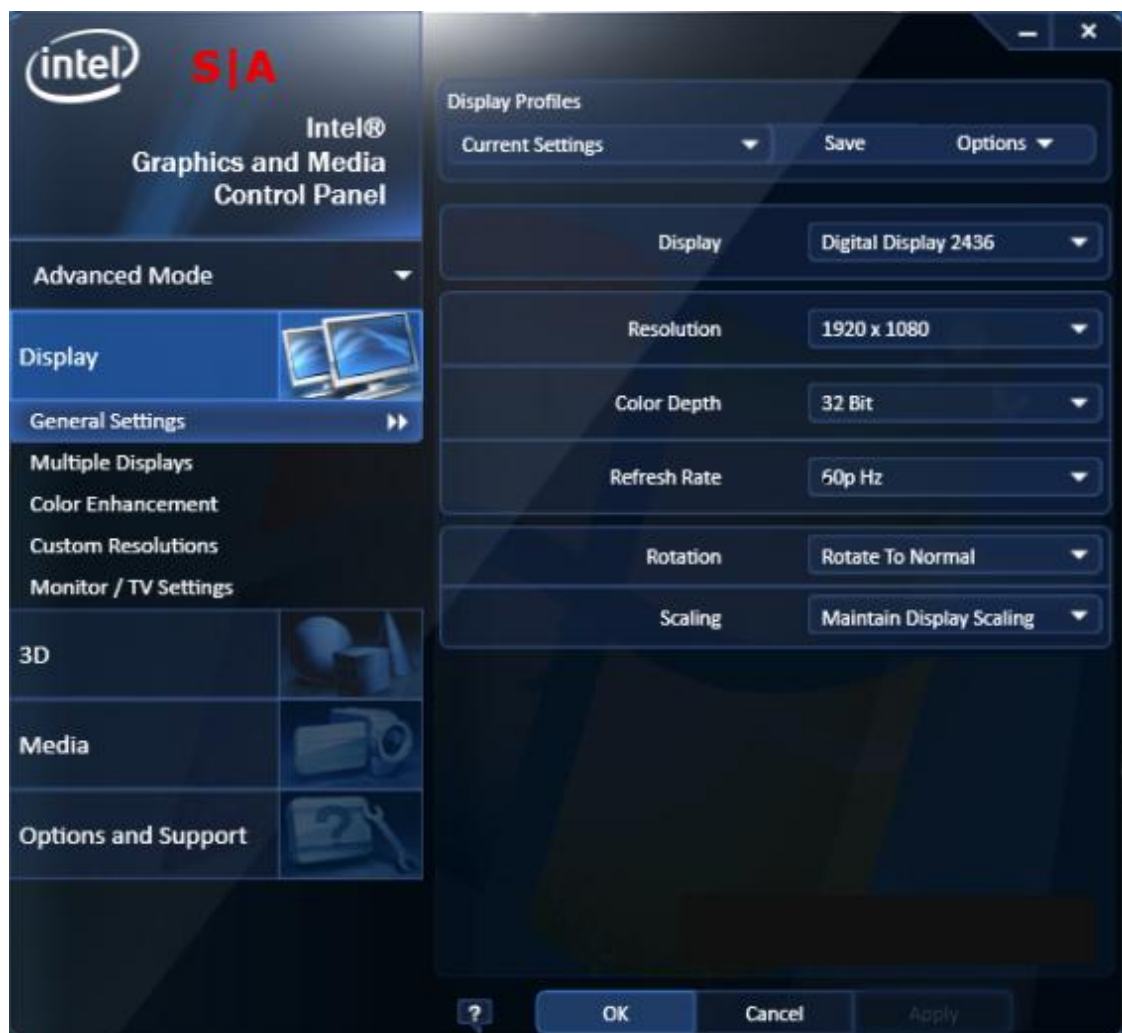 intel
S|A
Intel®
Graphics and Media
Control Panel
Advanced Mode
Display
General Settings
Multiple Displays
Color Enhancement
Custom Resolutions
Monitor / TV Settings
3D
Media
Options and Support
Display Profiles
Current Settings Save Options
Display Digital Display 2436
Resolution 1920 x 1080
Color Depth 32 Bit
Refresh Rate 60p Hz
Rotation Rotate To Normal
Scaling Maintain Display Scaling
? OK Cancel Apply